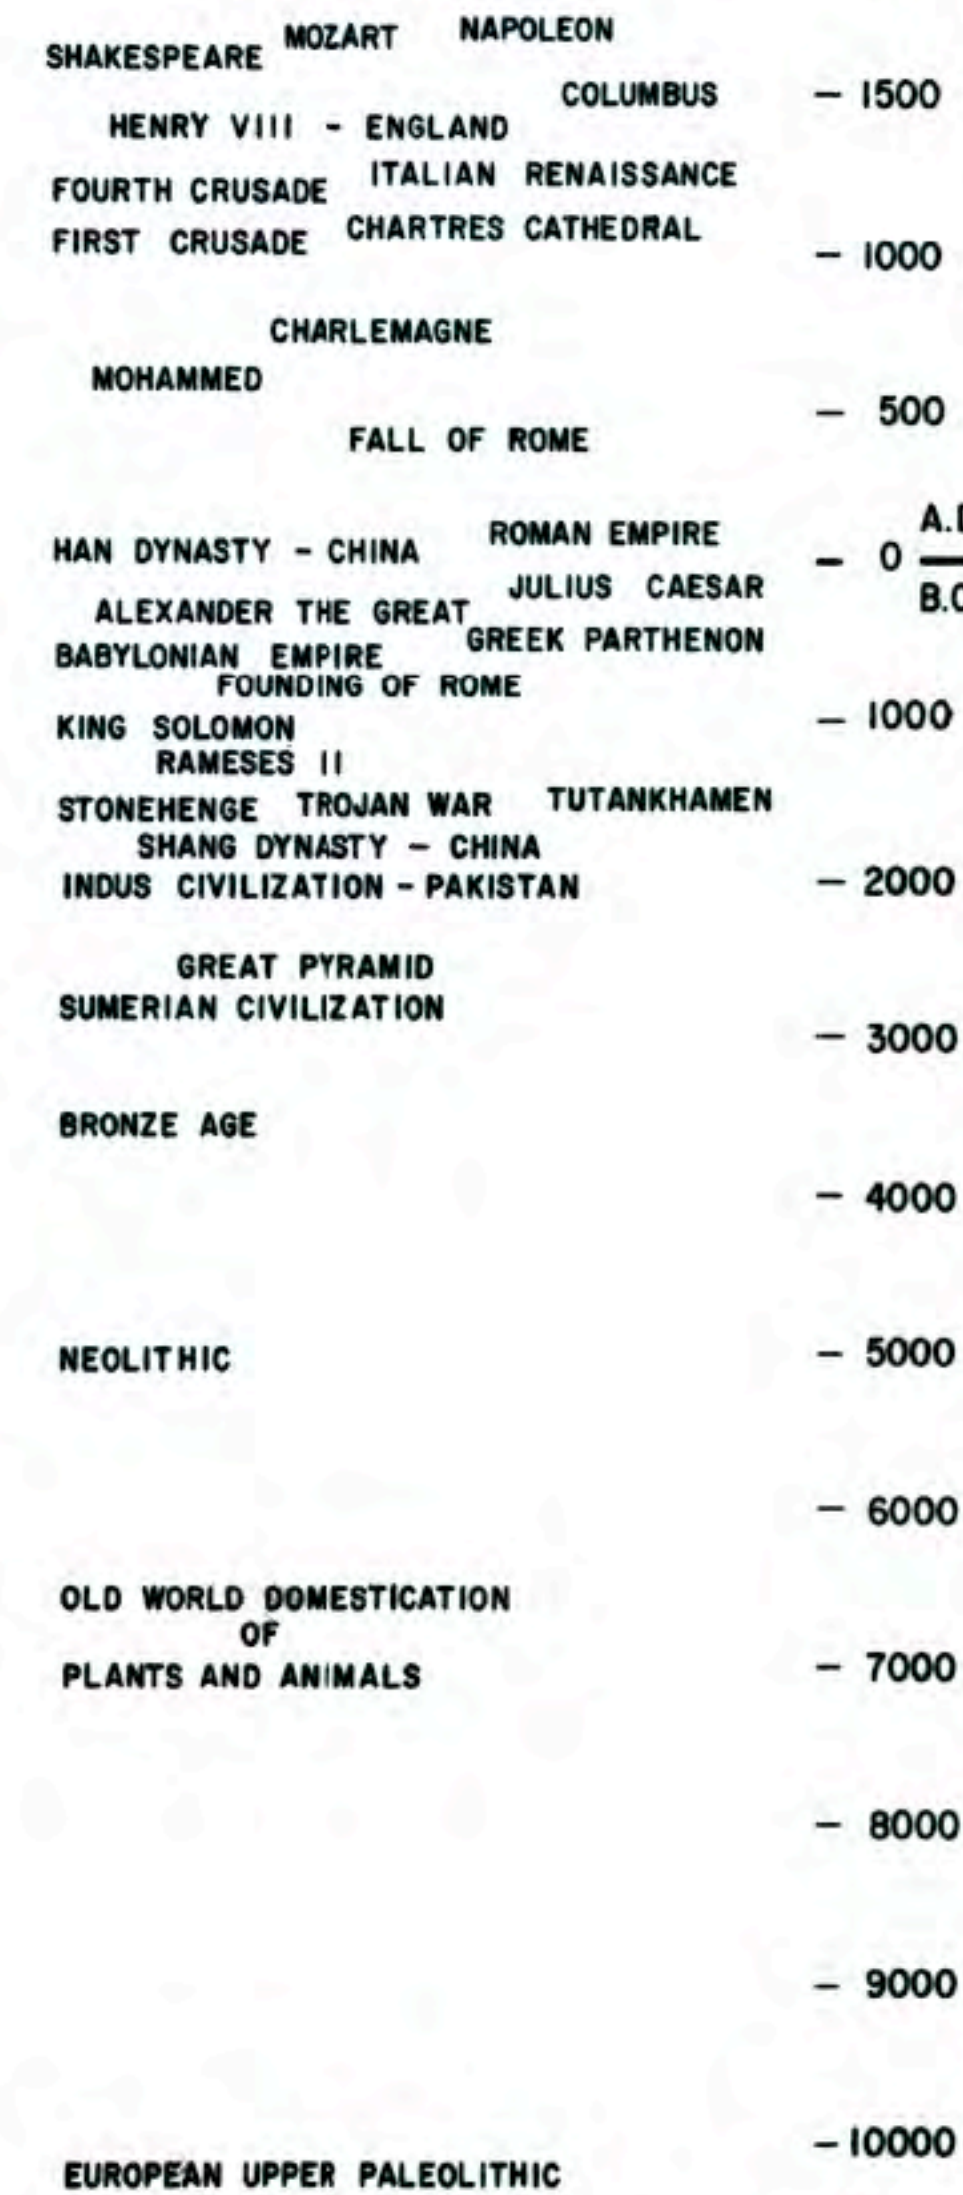 SHAKESPEARE MOZART NAPOLEON
COLUMBUS — 1500
HENRY VIII - ENGLAND
FOURTH CRUSADE ITALIAN RENAISSANCE
FIRST CRUSADE CHARTRES CATHEDRAL
— 1000
CHARLEMAGNE
MOHAMMED
— 500
FALL OF ROME
A.D
HAN DYNASTY - CHINA ROMAN EMPIRE
— 0
B.C
JULIUS CAESAR
ALEXANDER THE GREAT
GREEK PARTHENON
BABYLONIAN EMPIRE
FOUNDING OF ROME
KING SOLOMON — 1000
RAMESES II
STONEHENGE TROJAN WAR TUTANKHAMEN
SHANG DYNASTY — CHINA
INDUS CIVILIZATION - PAKISTAN — 2000
GREAT PYRAMID
SUMERIAN CIVILIZATION
— 3000
BRONZE AGE
— 4000
NEOLITHIC — 5000
— 6000
OLD WORLD DOMESTICATION
OF
PLANTS AND ANIMALS — 7000
— 8000
— 9000
— 10000
EUROPEAN UPPER PALEOLITHIC